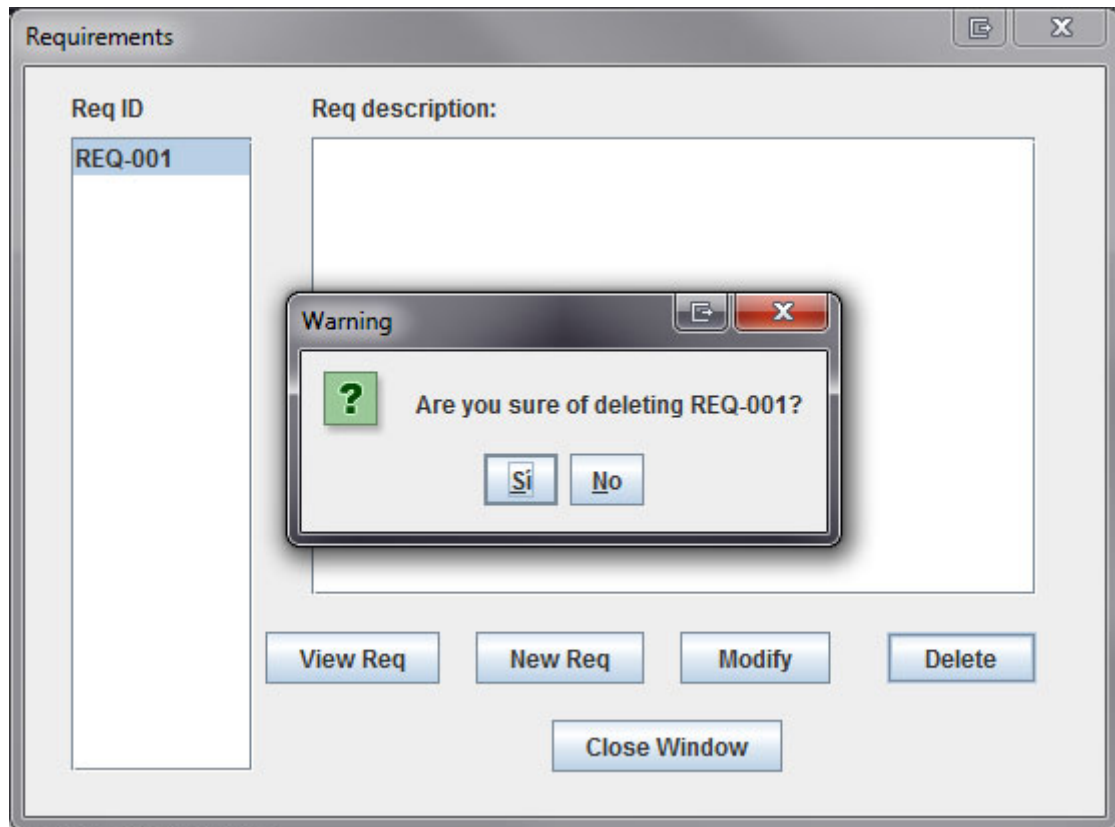 Requirements
Req ID
Req description:
REQ-001
Warning
?
Are you sure of deleting REQ-001?
Sí No
View Req New Req Modify Delete
Close Window